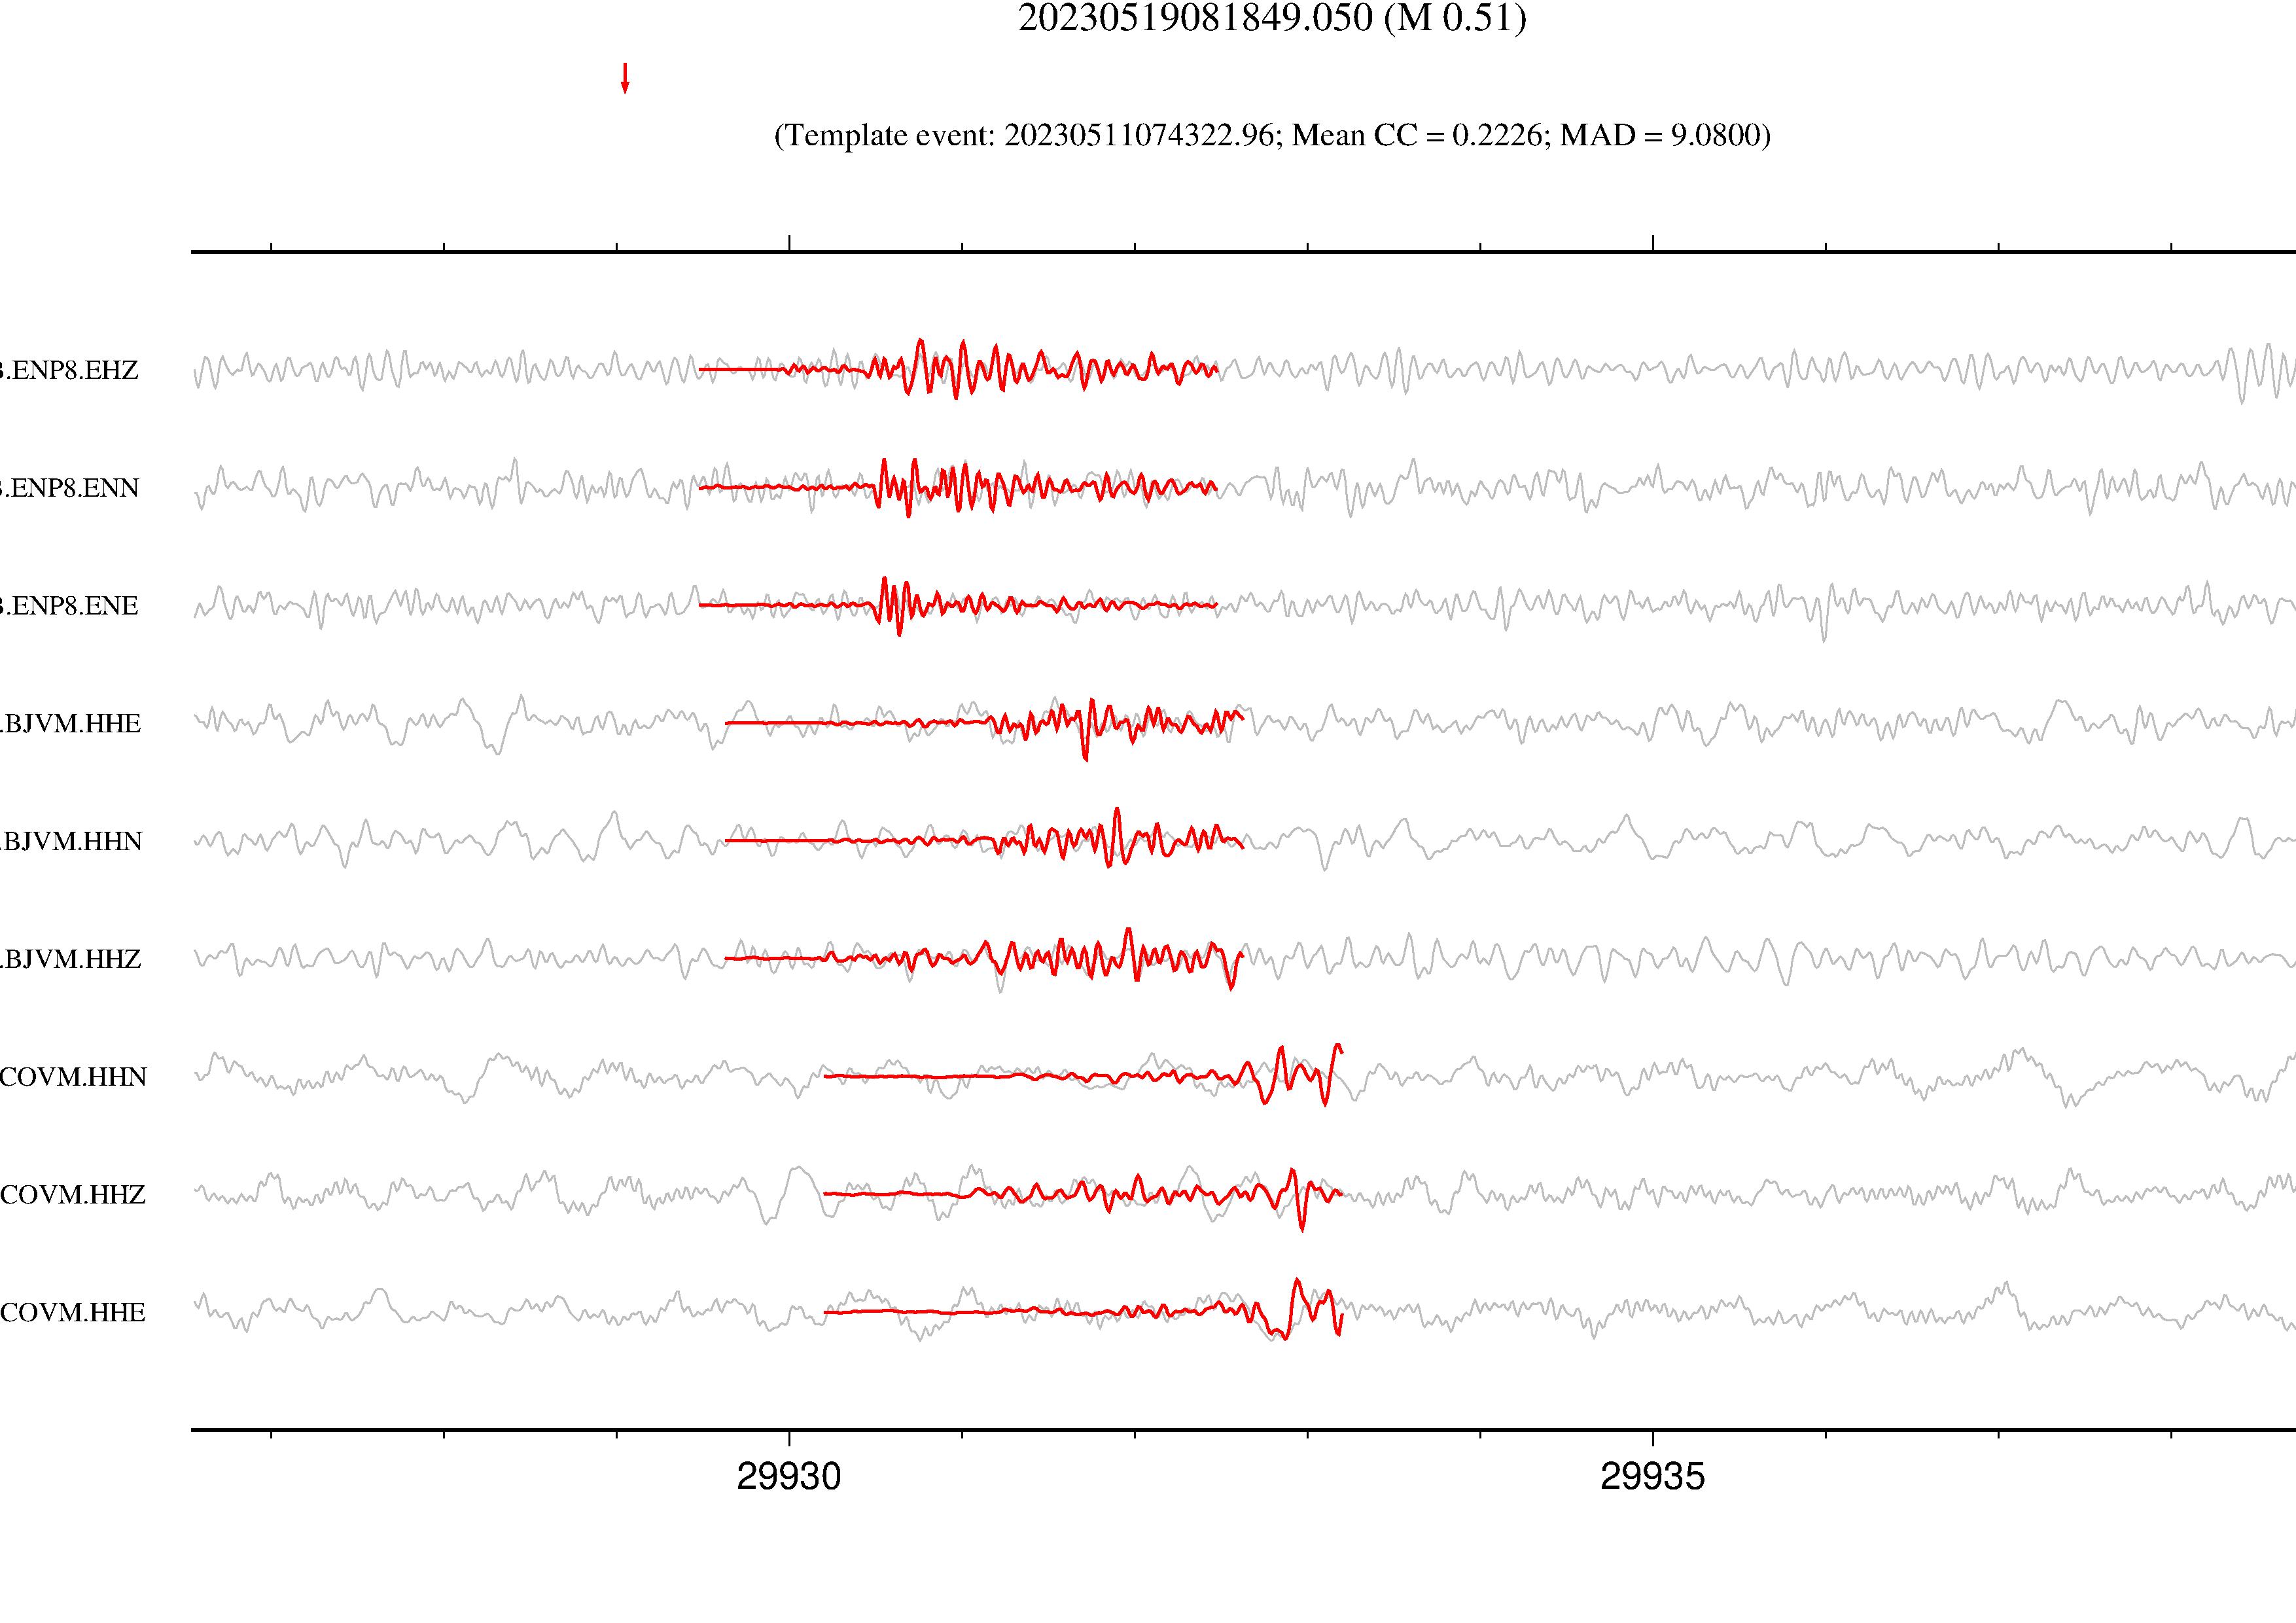 20230519081849.050 (M 0.51)
(Template event: 20230511074322.96; Mean CC = 0.2226; MAD = 9.0800)
.ENP8.EHZ
.ENP8.ENN
.ENP8.ENE
.BJVM.HHE
.BJVM.HHN
.BJVM.HHZ
COVM.HHN
COVM.HHZ
COVM.HHE
29930 29935